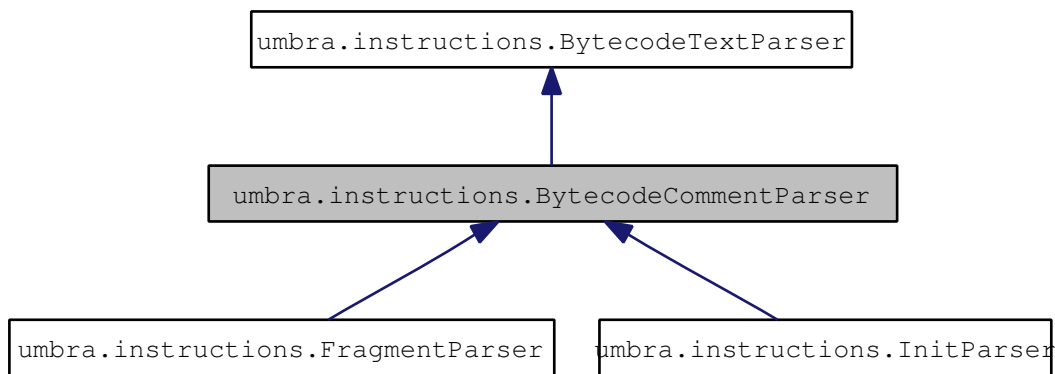 umbra.instructions.BytecodeTextParser
umbra.instructions.BytecodeCommentParser
umbra.instructions.FragmentParser
umbra.instructions.InitParser